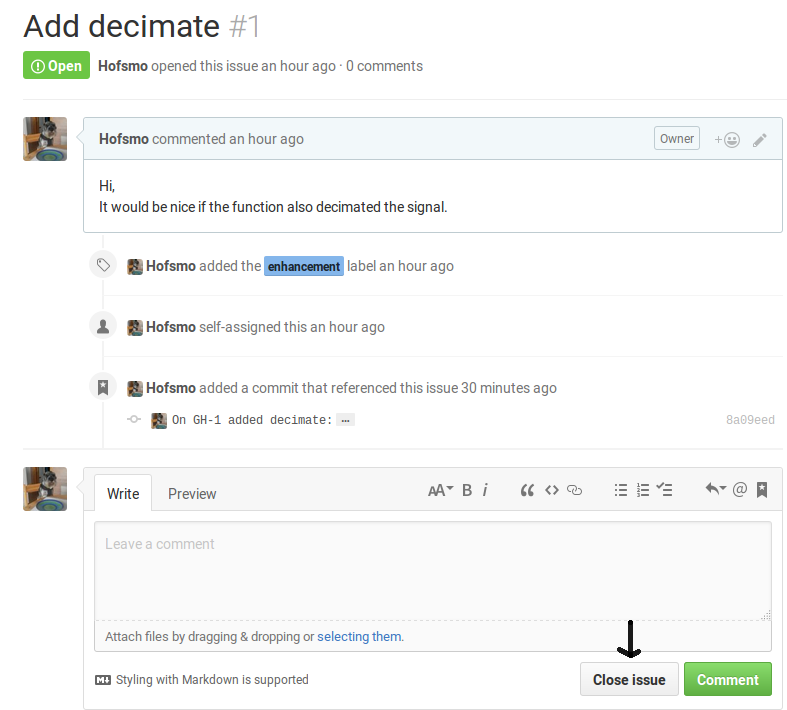 Add decimate #1
Open Hofsmo opened this issue an hour ago · 0 comments
Hofsmo commented an hour ago Owner +
Hi,
It would be nice if the function also decimated the signal.
Hofsmo added the enhancement label an hour ago
Hofsmo self-assigned this an hour ago
Hofsmo added a commit that referenced this issue 30 minutes ago
On GH-1 added decimate: … 8a09eed
Write Preview AA B i “ <> @
Leave a comment
Attach files by dragging & dropping or selecting them.
M Styling with Markdown is supported Close issue Comment